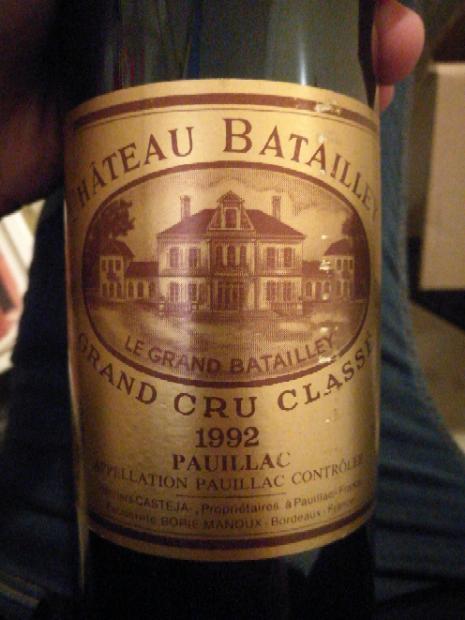 CHÂTEAU BATAILLEY
LE GRAND BATAILLEY
GRAND CRU CLASSÉ
1992
PAUILLAC
APPELLATION PAUILLAC CONTRÔLÉE
CASTEJA-, Propriétaires à Pauillac-France
BORIE MANOUX - Bordeaux - France